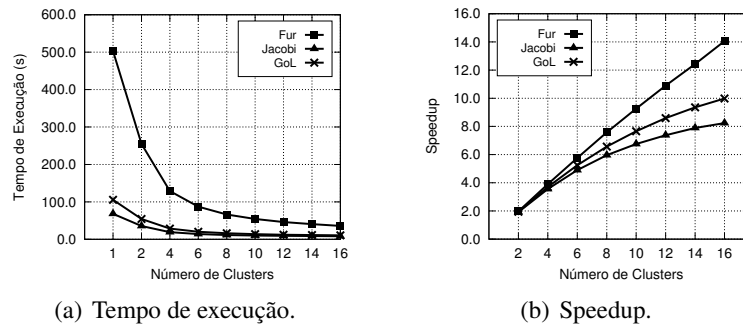 600.0
500.0
400.0
300.0
200.0
100.0
0.0
Tempo de Execução (s)
Fur
Jacobi
GoL
1 2 4 6 8 10 12 14 16
Número de Clusters
(a) Tempo de execução.
16.0
14.0
12.0
10.0
8.0
6.0
4.0
2.0
0.0
Speedup
Fur
Jacobi
GoL
2 4 6 8 10 12 14 16
Número de Clusters
(b) Speedup.